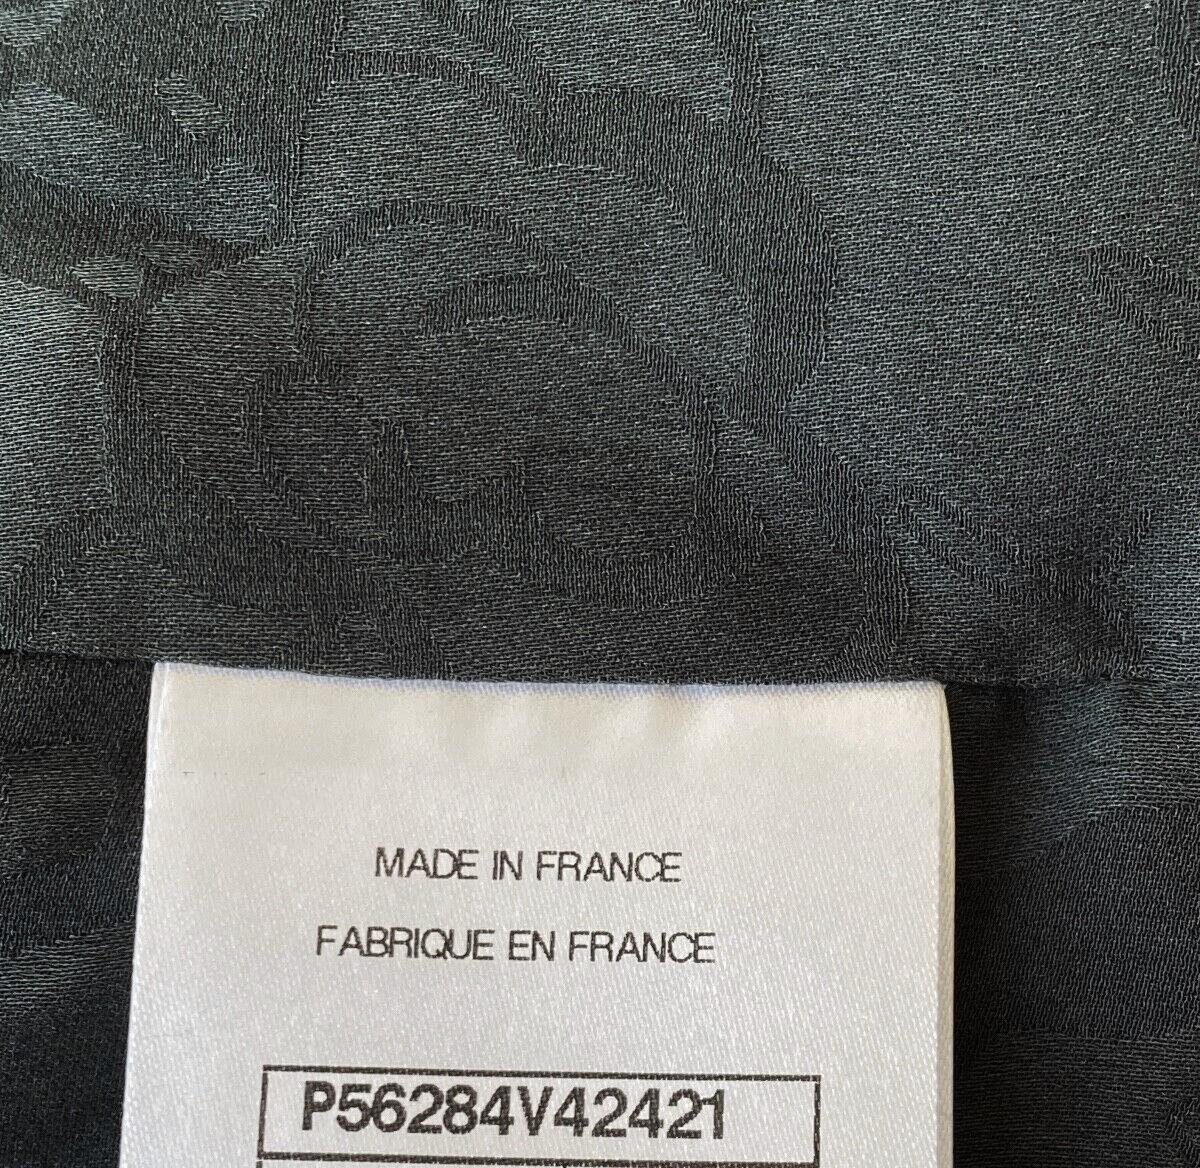 MADE IN FRANCE
FABRIQUE EN FRANCE
P56284V42421